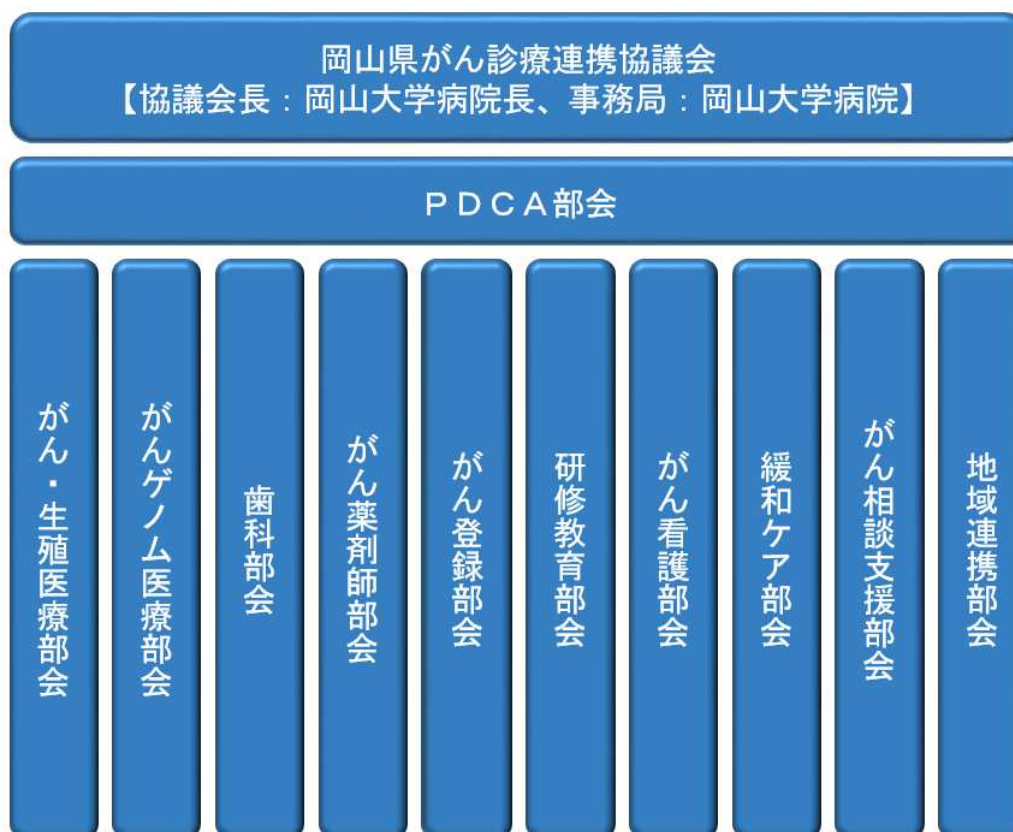 岡山県がん診療連携協議会
【協議会長：岡山大学病院長、事務局：岡山大学病院】
ＰＤＣＡ部会
がん・生殖医療部会
がんゲノム医療部会
歯科部会
がん薬剤師部会
がん登録部会
研修教育部会
がん看護部会
緩和ケア部会
がん相談支援部会
地域連携部会